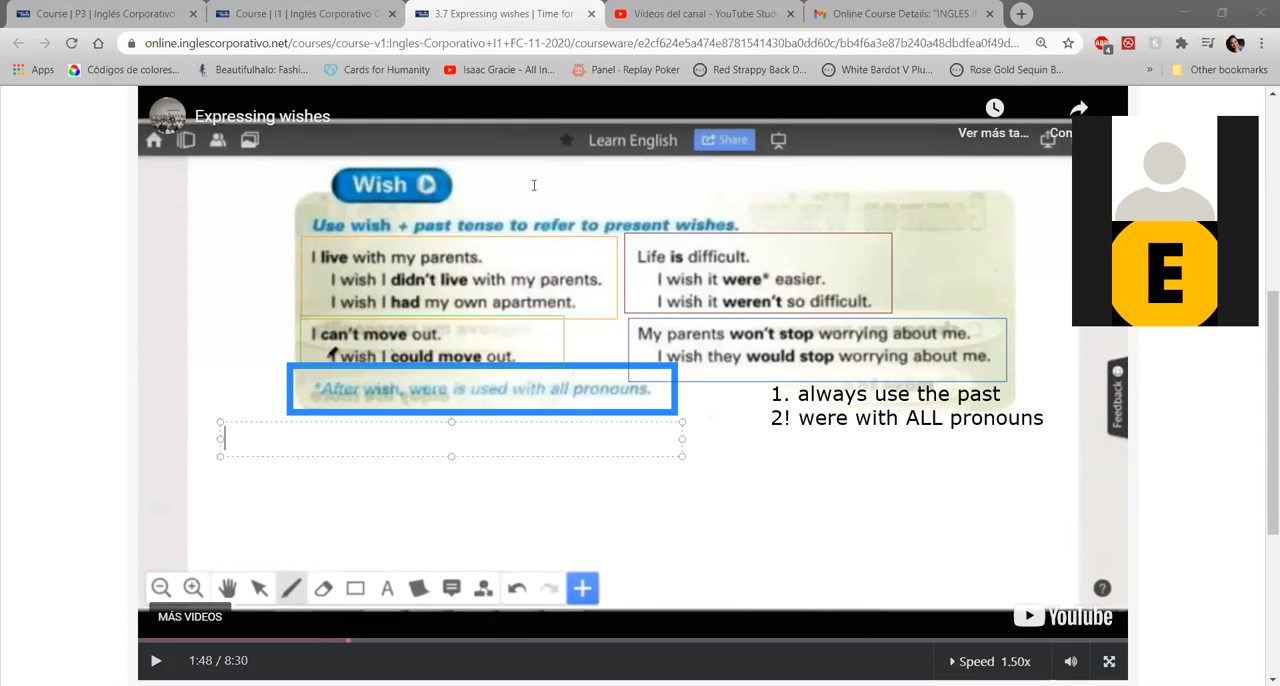 Course | P3 | Inglés Corporativo
Course | I1 | Inglés Corporativo C
3.7 Expressing wishes | Time for
Vídeos del canal - YouTube Stud
Online Course Details: "INGLES I
online.inglescorporativo.net/courses/course-v1:Ingles-Corporativo+I1+FC-11-2020/courseware/e2cf624e5a474e8781541430ba0dd60c/bb4f6a3e87b240a48dbdfea0f49d...
Apps
Códigos de colores...
Beautifulhalo: Fashi...
Cards for Humanity
Isaac Gracie - All In...
Panel · Replay Poker
Red Strappy Back D...
White Bardot V Plu...
Rose Gold Sequin B...
»
Other bookmarks
Expressing wishes
Ver más ta...
Com
Learn English
Share
Wish
Use wish + past tense to refer to present wishes.
I live with my parents.
I wish I didn't live with my parents.
I wish I had my own apartment.
Life is difficult.
I wish it were* easier.
I wish it weren't so difficult.
I can't move out.
I wish I could move out.
My parents won't stop worrying about me.
I wish they would stop worrying about me.
*After wish, were is used with all pronouns.
1. always use the past
2! were with ALL pronouns
E
Feedback
MÁS VIDEOS
YouTube
1:48 / 8:30
Speed 1.50x